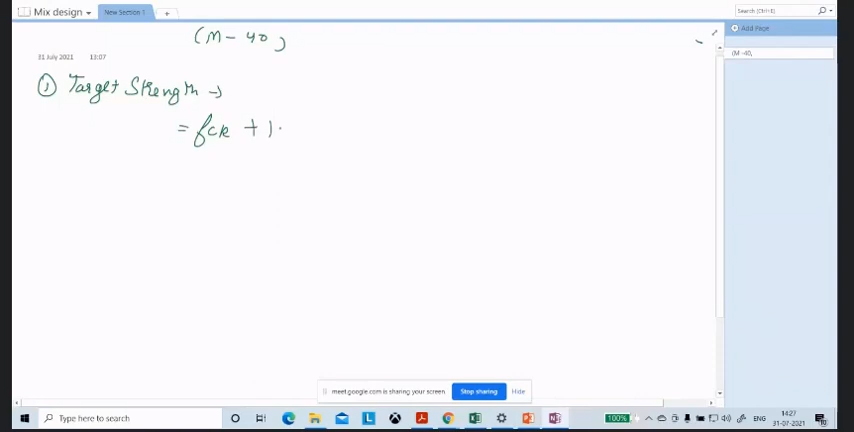 Mix design
New Section 1
+
Search (Ctrl+E)
Add Page
(M - 40)
31 July 2021 13:07
(M -40,
① Target Strength →
= fck + 1.
meet.google.com is sharing your screen.
Stop sharing
Hide
Type here to search
100%
ENG
14:27
31-07-2021